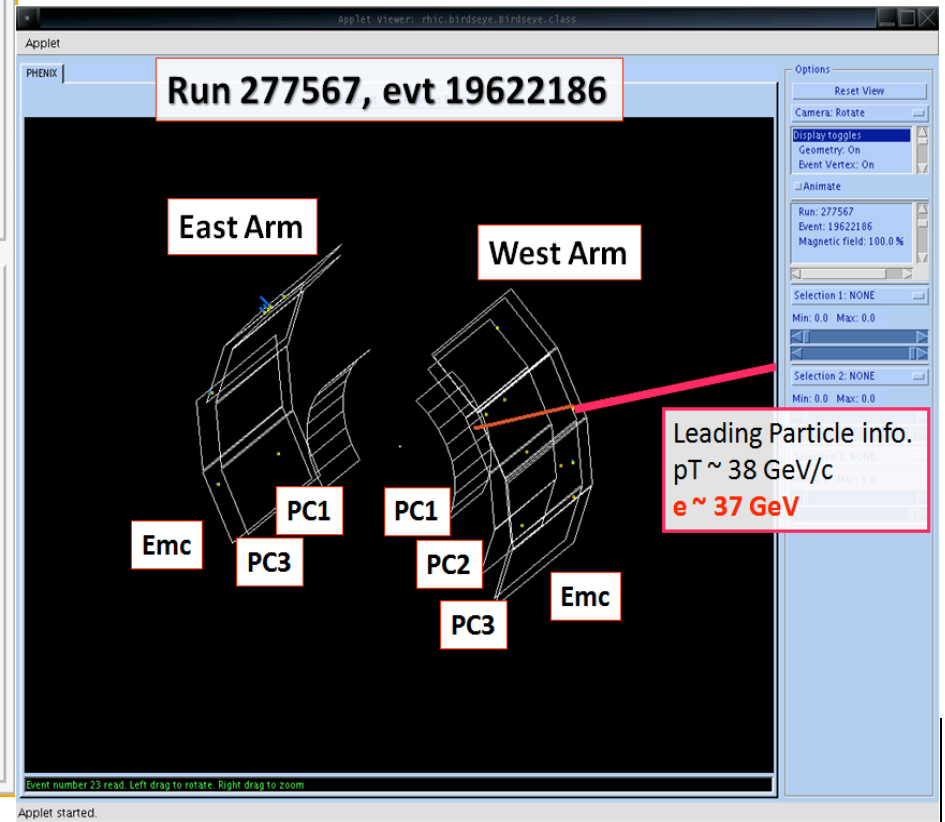 Applet Viewer: rhic.birdseye.Birdseye.class
Applet
PHENIX
Run 277567, evt 19622186
East Arm
West Arm
Emc
PC3
PC1
PC1
PC2
PC3
Emc
Options
Reset View
Camera: Rotate
Display toggles
Geometry: On
Event Vertex: On
Animate
Run: 277567
Event: 19622186
Magnetic field: 100.0 %
Selection 1: NONE
Min: 0.0 Max: 0.0
Selection 2: NONE
Min: 0.0 Max: 0.0
Leading Particle info.
pT ~ 38 GeV/c
e ~ 37 GeV
Event number 23 read. Left drag to rotate. Right drag to zoom
Applet started.